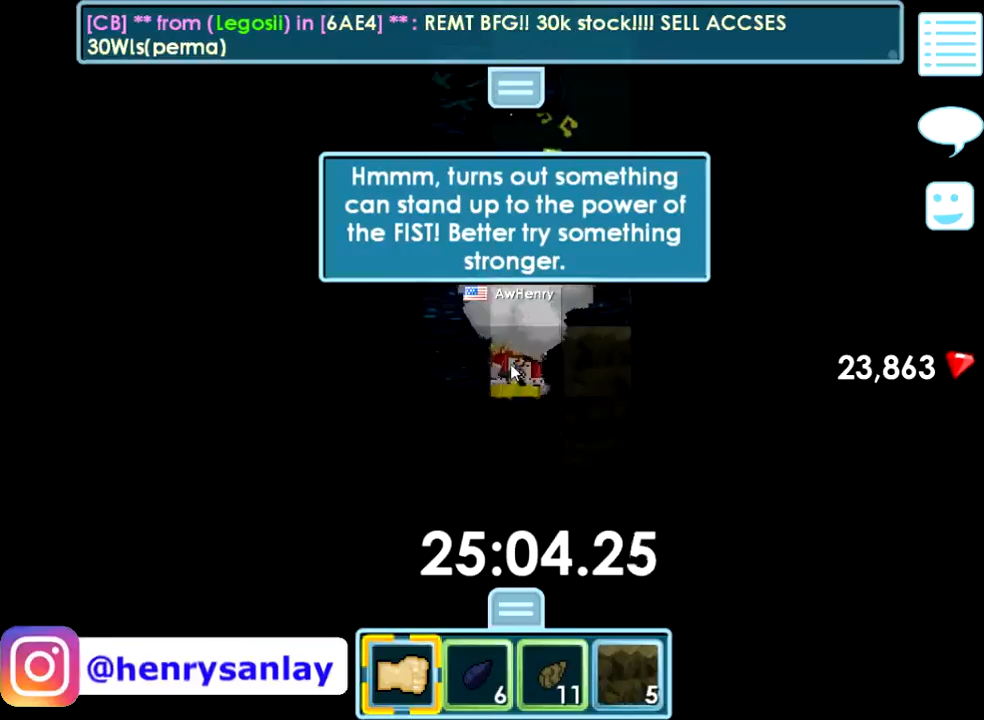 [CB] ** from (Legosii) in [6AE4] ** : REMT BFG!! 30k stock!!!! SELL ACCSES
30Wls(perma)
Hmmm, turns out something
can stand up to the power of
the FIST! Better try something
stronger.
AwHenry
23,863
25:04.25
@henrysanlay
6
11
5